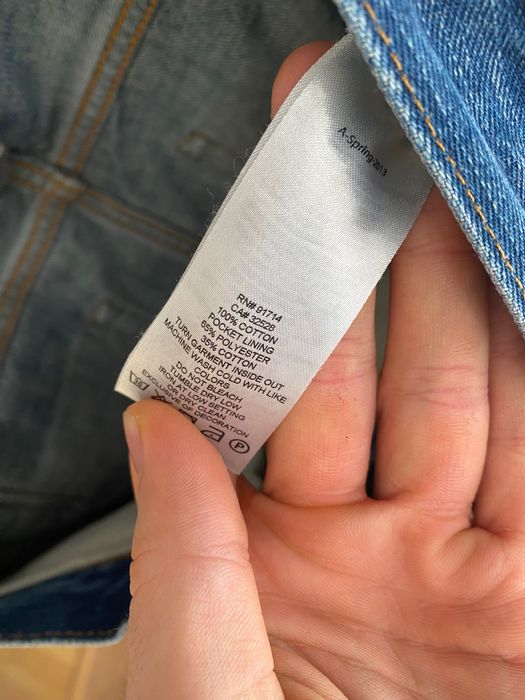 A-Spring-2013
RN# 91714
CA# 32528
100% COTTON
POCKET LINING
65% POLYESTER
35% COTTON
TURN GARMENT INSIDE OUT
MACHINE WASH COLD WITH LIKE
COLORS
DO NOT BLEACH
TUMBLE DRY LOW
IRON AT LOW SETTING
DRY CLEAN
EXCLUSIVE OF DECORATION
30
P